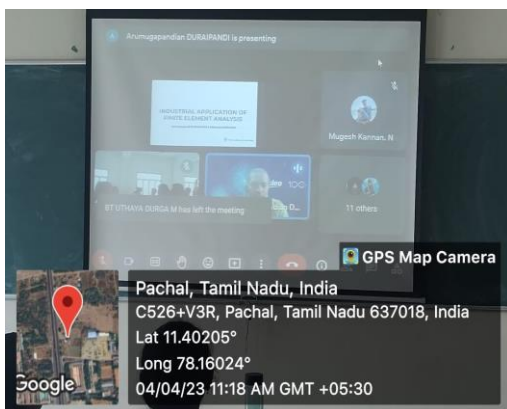 A
Arumugapandian DURAIPANDI is presenting
INDUSTRIAL APPLICATION OF
FINITE ELEMENT ANALYSIS
Mugesh Kannan. N
BT UTHAYA DURGA M has left the meeting
11 others
GPS Map Camera
Pachal, Tamil Nadu, India
C526+V3R, Pachal, Tamil Nadu 637018, India
Lat 11.40205°
Long 78.16024°
04/04/23 11:18 AM GMT +05:30
Google